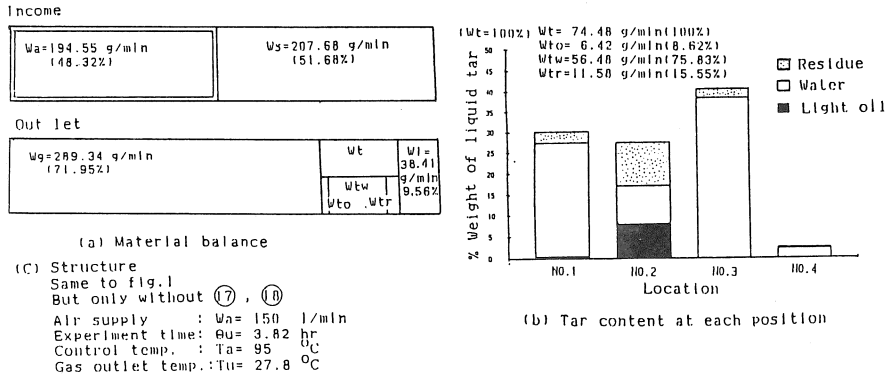 Income
Wa=194.55 g/min
(48.32%)
Ws=207.68 g/min
(51.68%)
Out let
Wg=289.34 g/min
(71.95%)
Wt
Wtw
Wto
Wtr
Wl=
38.41
g/min
9.56%
(a) Material balance
(C) Structure
Same to fig.1
But only without 17 , 18
Air supply : Wa= 150 l/min
Experiment time: θu= 3.82 hr
Control temp. : Ta= 95 °C
Gas outlet temp.:Tu= 27.8 °C
(Wt=100%) Wt= 74.48 g/min(100%)
Wto= 6.42 g/min(8.62%)
Wtw=56.48 g/min(75.83%)
Wtr=11.58 g/min(15.55%)
Residue
Water
Light oil
% Weight of liquid tar
50
45
40
35
30
25
20
15
10
5
0
NO.1 NO.2 NO.3 NO.4
Location
(b) Tar content at each position